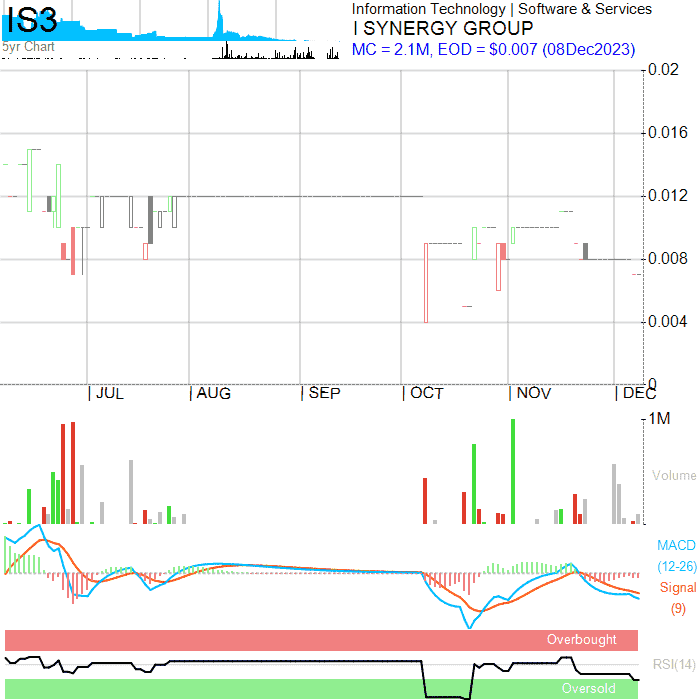 IS3
5yr Chart
Information Technology | Software & Services
I SYNERGY GROUP
MC = 2.1M, EOD = $0.007 (08Dec2023)
0.02
0.016
0.012
0.008
0.004
0
JUL AUG SEP OCT NOV DEC
1M
Volume
MACD
(12-26)
Signal
(9)
Overbought
RSI(14)
Oversold